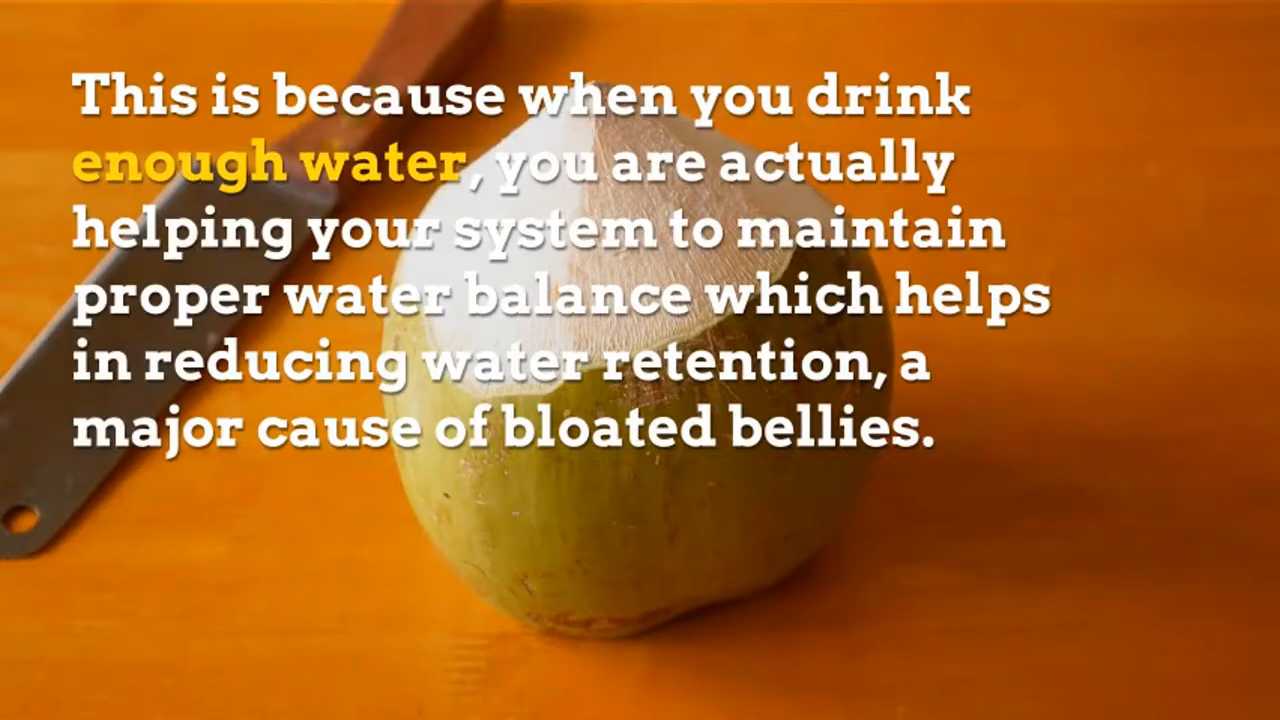 This is because when you drink
enough water, you are actually
helping your system to maintain
proper water balance which helps
in reducing water retention, a
major cause of bloated bellies.